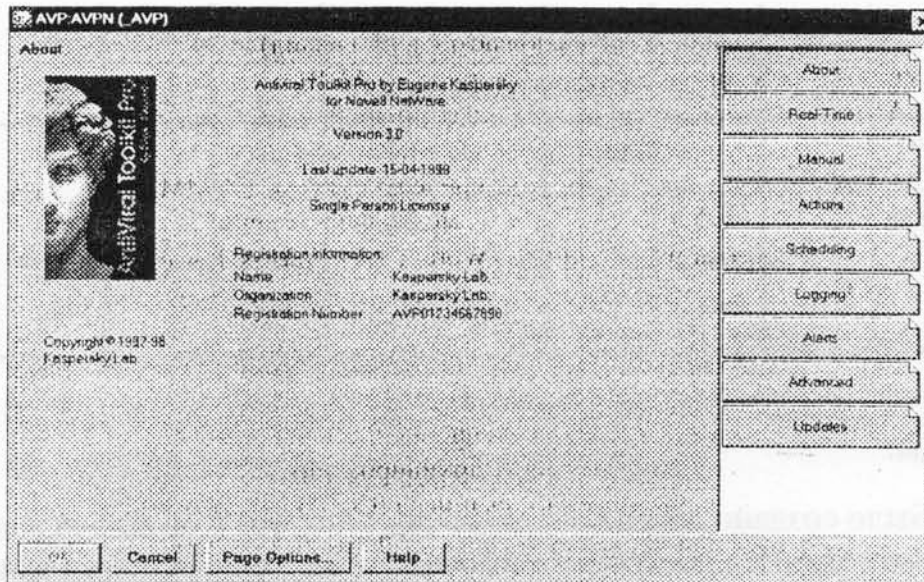 AVP:AVPN (_AVP)
About
AntiViral Toolkit Pro
Antiviral Toolkit Pro by Eugene Kaspersky
for Novell NetWare
Version 3.0
Last update 15-04-1999
Single Person License
Registration information:
Name Kaspersky Lab.
Organization Kaspersky Lab.
Registration Number AVP01234567890
Copyright © 1997-98
Kaspersky Lab
About
Real-Time
Manual
Actions
Scheduling
Logging
Alerts
Advanced
Updates
OK
Cancel
Page Options...
Help